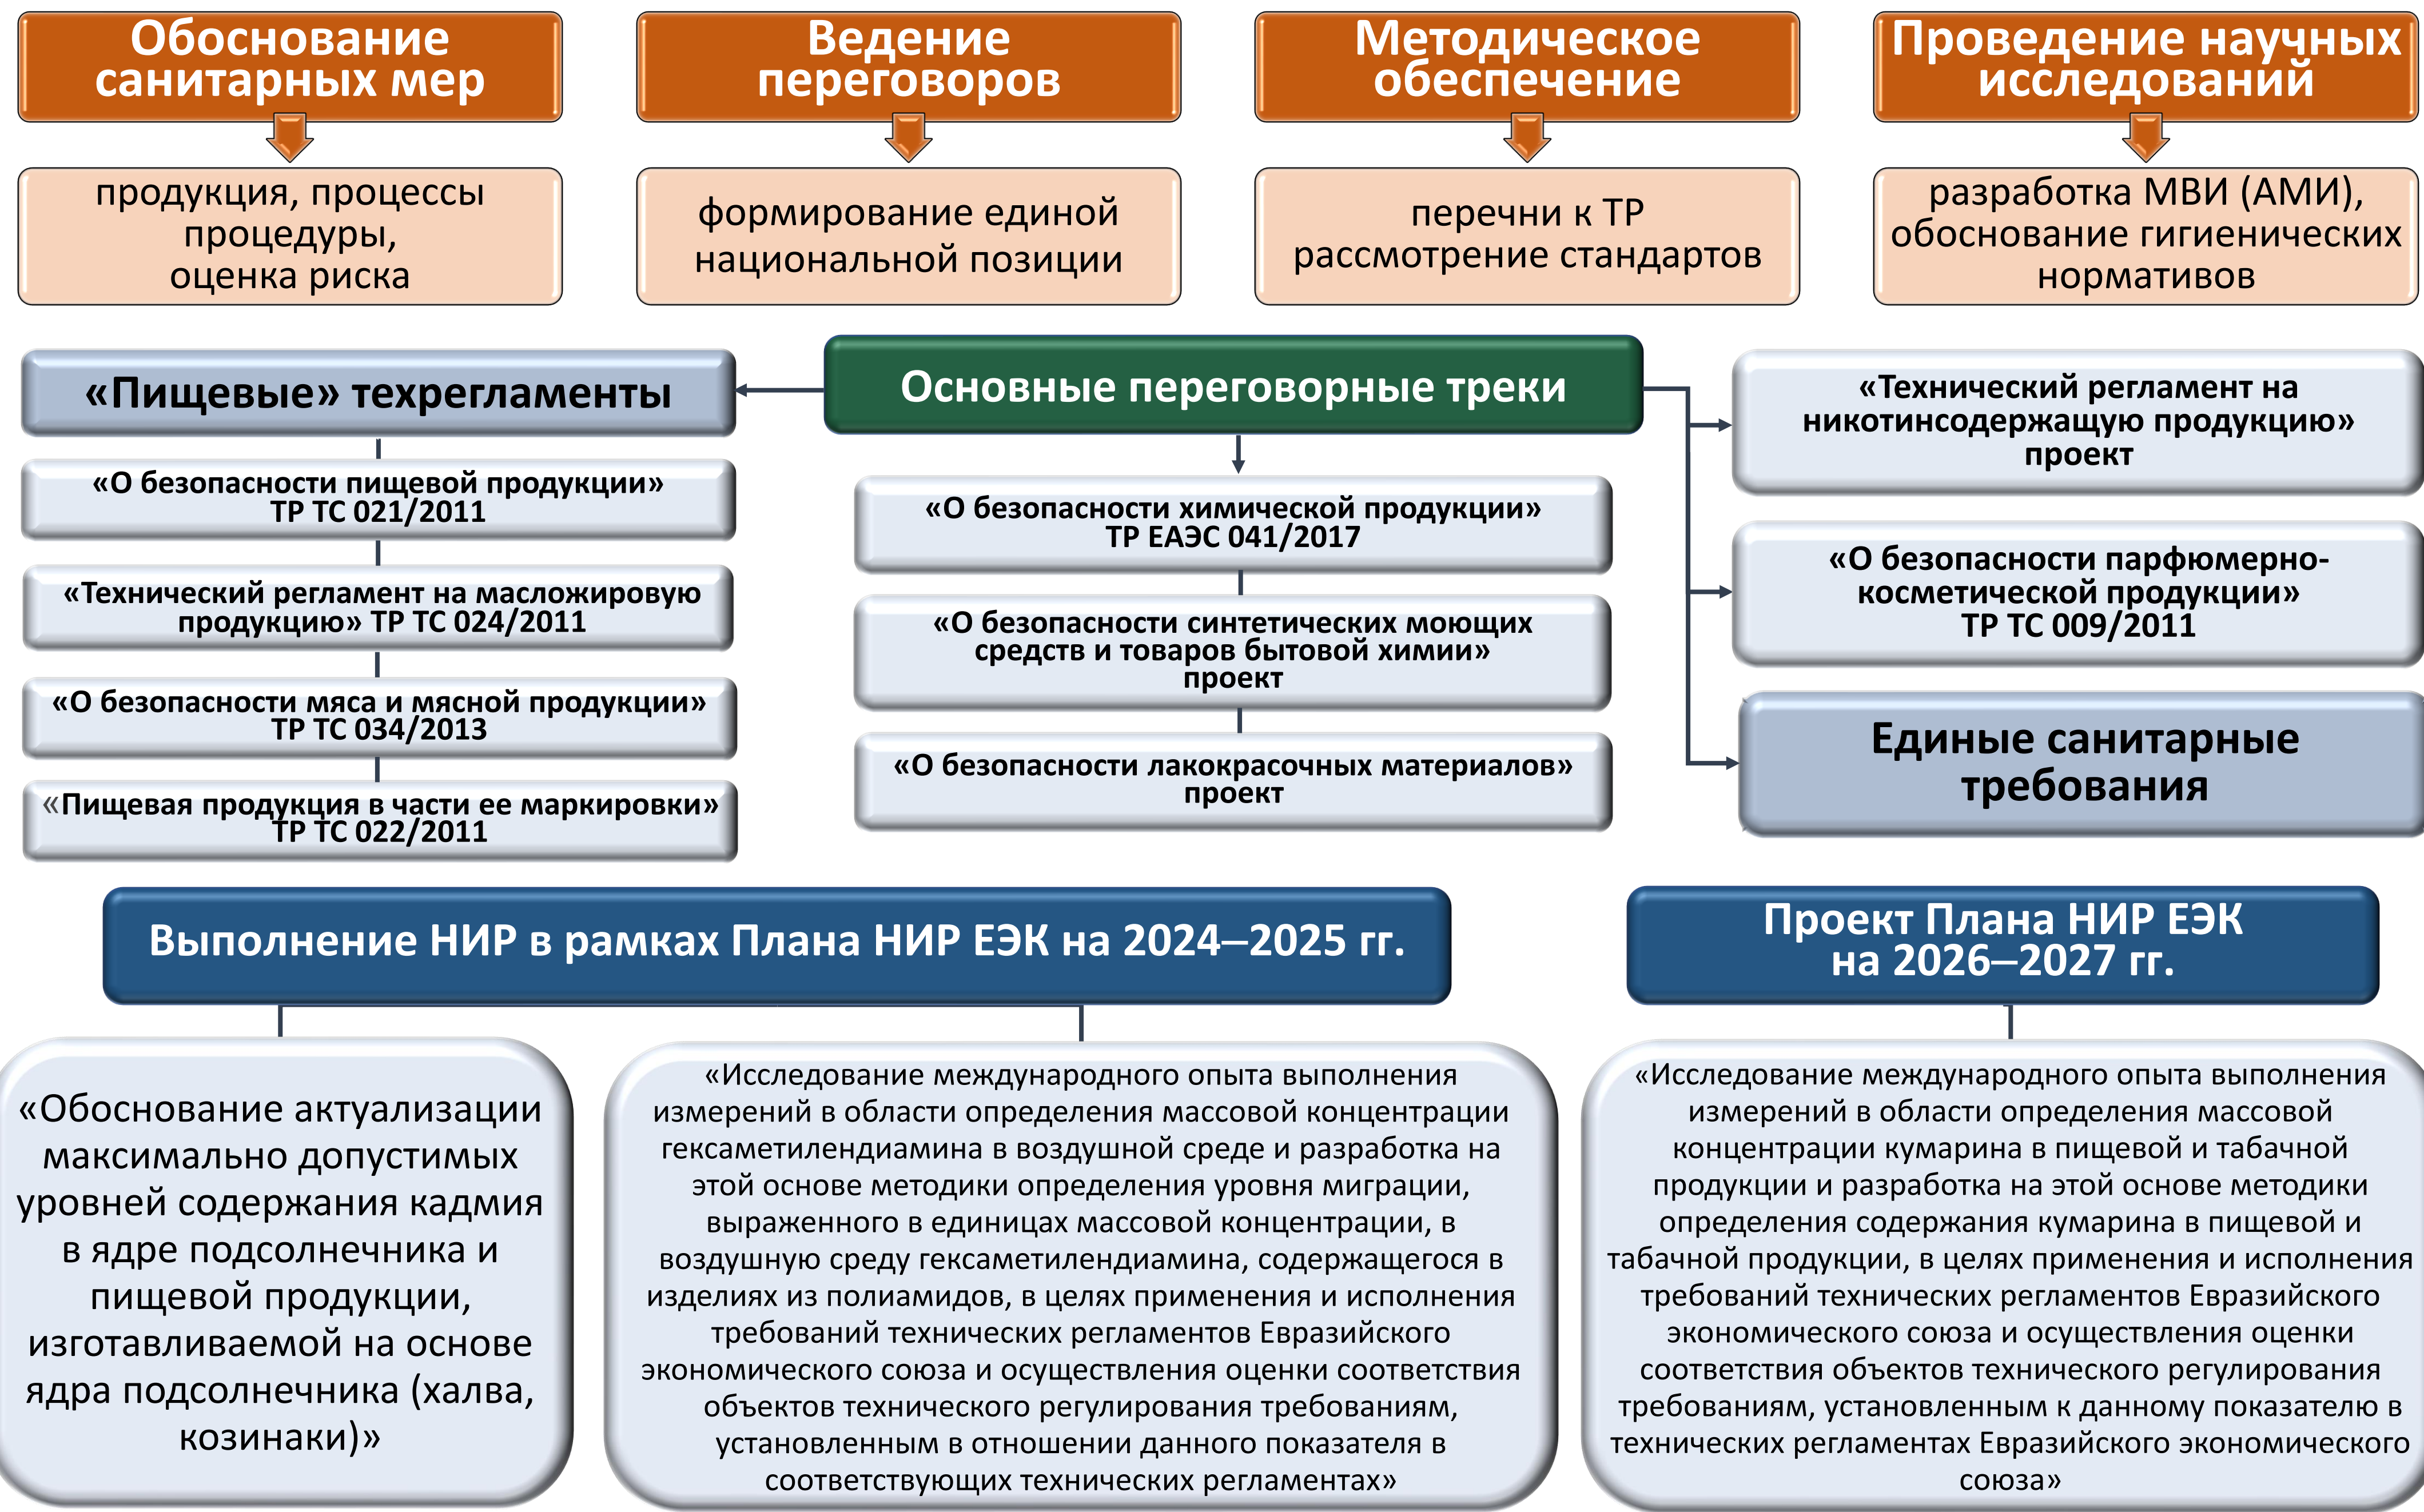 Обоснование
санитарных мер
продукция, процессы
процедуры,
оценка риска
Ведение
переговоров
формирование единой
национальной позиции
Методическое
обеспечение
перечни к ТР
рассмотрение стандартов
Проведение научных
исследований
разработка МВИ (АМИ),
обоснование гигиенических
нормативов
Основные переговорные треки
«Пищевые» техрегламенты
«О безопасности пищевой продукции»
ТР ТС 021/2011
«Технический регламент на масложировую
продукцию» ТР ТС 024/2011
«О безопасности мяса и мясной продукции»
ТР ТС 034/2013
«Пищевая продукция в части ее маркировки»
ТР ТС 022/2011
«О безопасности химической продукции»
ТР ЕАЭС 041/2017
«О безопасности синтетических моющих
средств и товаров бытовой химии»
проект
«О безопасности лакокрасочных материалов»
проект
«Технический регламент на
никотинсодержащую продукцию»
проект
«О безопасности парфюмерно-
косметической продукции»
ТР ТС 009/2011
Единые санитарные
требования
Выполнение НИР в рамках Плана НИР ЕЭК на 2024–2025 гг.
«Обоснование актуализации
максимально допустимых
уровней содержания кадмия
в ядре подсолнечника и
пищевой продукции,
изготавливаемой на основе
ядра подсолнечника (халва,
козинаки)»
«Исследование международного опыта выполнения
измерений в области определения массовой концентрации
гексаметилендиамина в воздушной среде и разработка на
этой основе методики определения уровня миграции,
выраженного в единицах массовой концентрации, в
воздушную среду гексаметилендиамина, содержащегося в
изделиях из полиамидов, в целях применения и исполнения
требований технических регламентов Евразийского
экономического союза и осуществления оценки соответствия
объектов технического регулирования требованиям,
установленным в отношении данного показателя в
соответствующих технических регламентах»
Проект Плана НИР ЕЭК
на 2026–2027 гг.
«Исследование международного опыта выполнения
измерений в области определения массовой
концентрации кумарина в пищевой и табачной
продукции и разработка на этой основе методики
определения содержания кумарина в пищевой и
табачной продукции, в целях применения и исполнения
требований технических регламентов Евразийского
экономического союза и осуществления оценки
соответствия объектов технического регулирования
требованиям, установленным к данному показателю в
технических регламентах Евразийского экономического
союза»